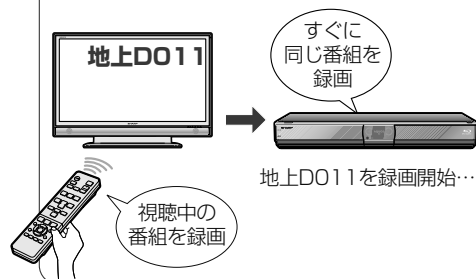 地上D011
すぐに
同じ番組を
録画
地上D011を録画開始…
視聴中の
番組を録画